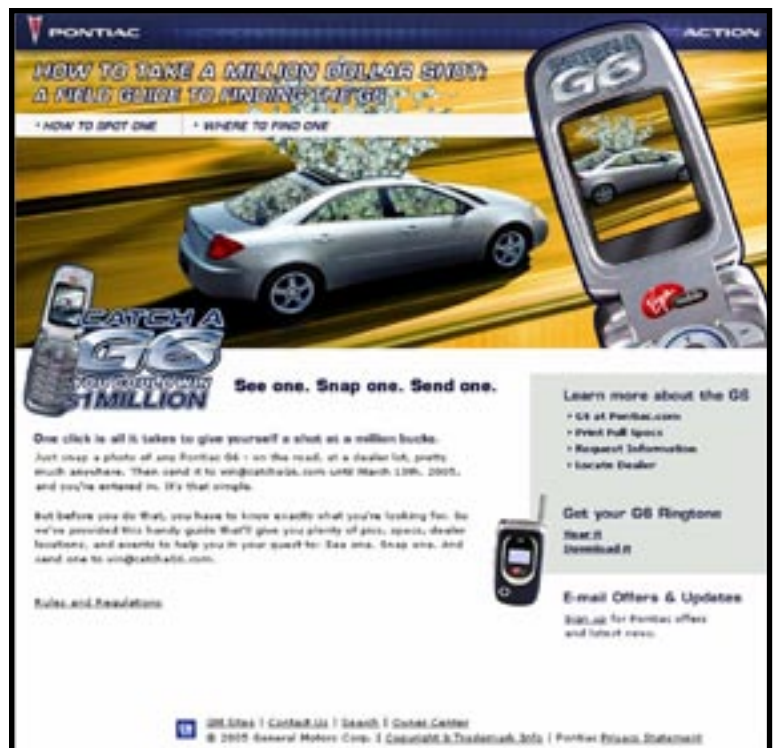 PONTIAC
ACTION
HOW TO TAKE A MILLION DOLLAR SHOT:
A FIELD GUIDE TO FINDING THE G6
• HOW TO SPOT ONE
• WHERE TO FIND ONE
CATCH A
G6
Virgin mobile
CATCH A
G6
YOU COULD WIN
$1MILLION
See one. Snap one. Send one.
One click is all it takes to give yourself a shot at a million bucks.
Just snap a photo of any Pontiac G6 - on the road, at a dealer lot, pretty
much anywhere. Then send it to win@catchag6.com until March 15th, 2005,
and you're entered in. It's that simple.
But before you do that, you have to know exactly what you're looking for. So
we've provided this handy guide that'll give you plenty of pics, specs, dealer
locations, and events to help you in your quest to: See one. Snap one. And
send one to win@catchaG6.com.
Rules and Regulations
Learn more about the G6
• G6 at Pontiac.com
• Print Full Specs
• Request Information
• Locate Dealer
Get your G6 Ringtone
Hear it
Download it
E-mail Offers & Updates
Sign up for Pontiac offers
and latest news.
GM Sites | Contact Us | Search | Owner Center
© 2005 General Motors Corp. | Copyright & Trademark Info | Pontiac Privacy Statement